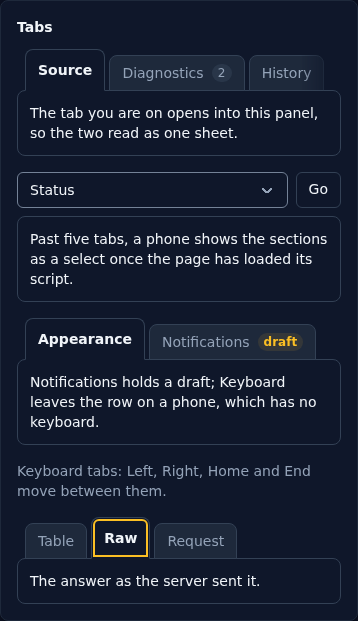 Tabs
Source Diagnostics 2 History
The tab you are on opens into this panel,
so the two read as one sheet.
Status Go
Past five tabs, a phone shows the sections
as a select once the page has loaded its
script.
Appearance Notifications draft
Notifications holds a draft; Keyboard
leaves the row on a phone, which has no
keyboard.
Keyboard tabs: Left, Right, Home and End
move between them.
Table Raw Request
The answer as the server sent it.